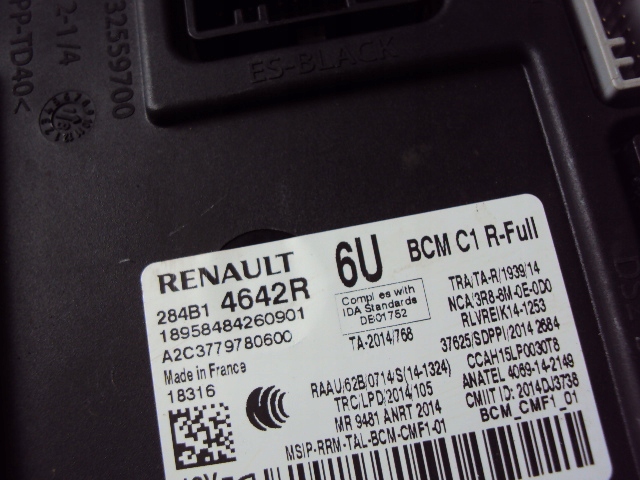 32559700
2-1/4
PP-TD40<
ES-BLACK
RENAULT
6U
BCM C1 R-Full
284B1 4642R
18958484260901
A2C3779780600
Made in France
18316
Complies with
IDA Standards
DB01752
TA-2014/768
TRA/TA-R/1939/14
NCA/3R8-8M-0E-0D0
RLVREIK14-1253
37625/SDPPI/2014 2684
CCAH15LP0030T8
RAAU/62B/0714/S(14-1324)
ANATEL 4069-14-2149
TRC/LPD/2014/105
CMIIT ID: 2014DJ3738
MR 9481 ANRT 2014
BCM_CMF1_01
MSIP-RRM-TAL-BCM-CMF1-01